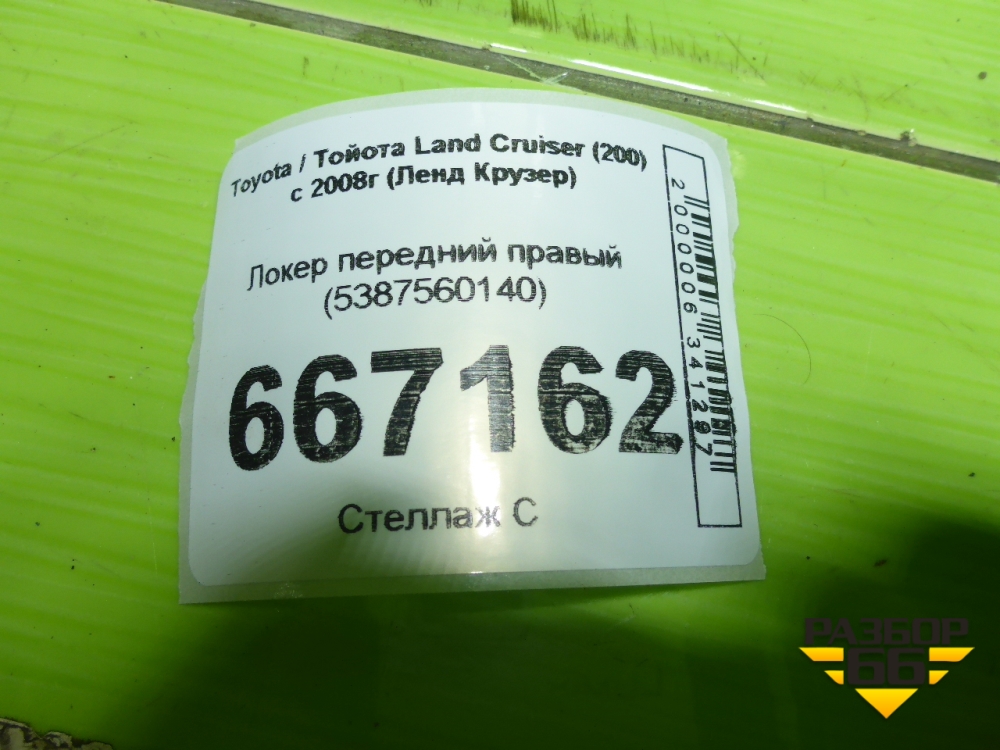 Toyota / Тойота Land Cruiser (200)
с 2008г (Ленд Крузер)
Локер передний правый
(5387560140)
667162
Стеллаж С
2000006341297
РАЗБОР
66